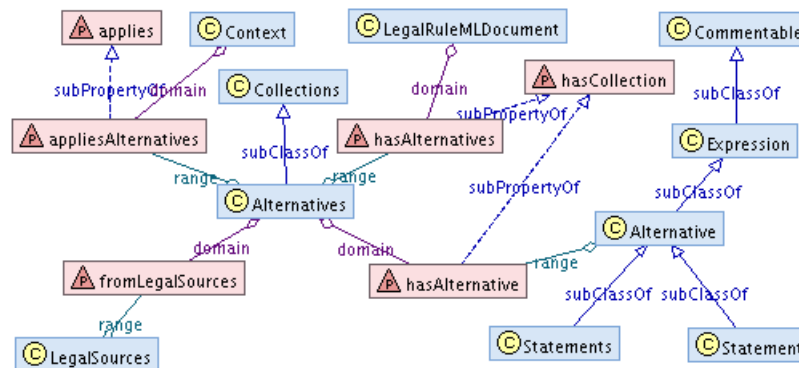 P applies
C Context
C LegalRuleMLDocument
C Commentable
subPropertyOf
domain
C Collections
domain
P hasCollection
subClassOf
P appliesAlternatives
subClassOf
P hasAlternatives
subPropertyOf
C Expression
range
range
subPropertyOf
subClassOf
C Alternatives
C Alternative
domain
domain
range
P fromLegalSources
P hasAlternative
subClassOf
subClassOf
range
C LegalSources
C Statements
C Statement